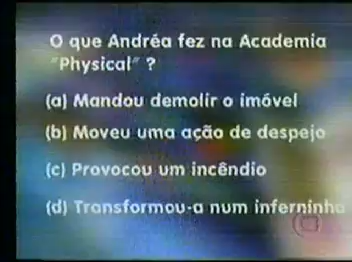 O que Andréa fez na Academia
"Physical" ?
(a) Mandou demolir o imóvel
(b) Moveu uma ação de despejo
(c) Provocou um incêndio
(d) Transformou-a num inferninho